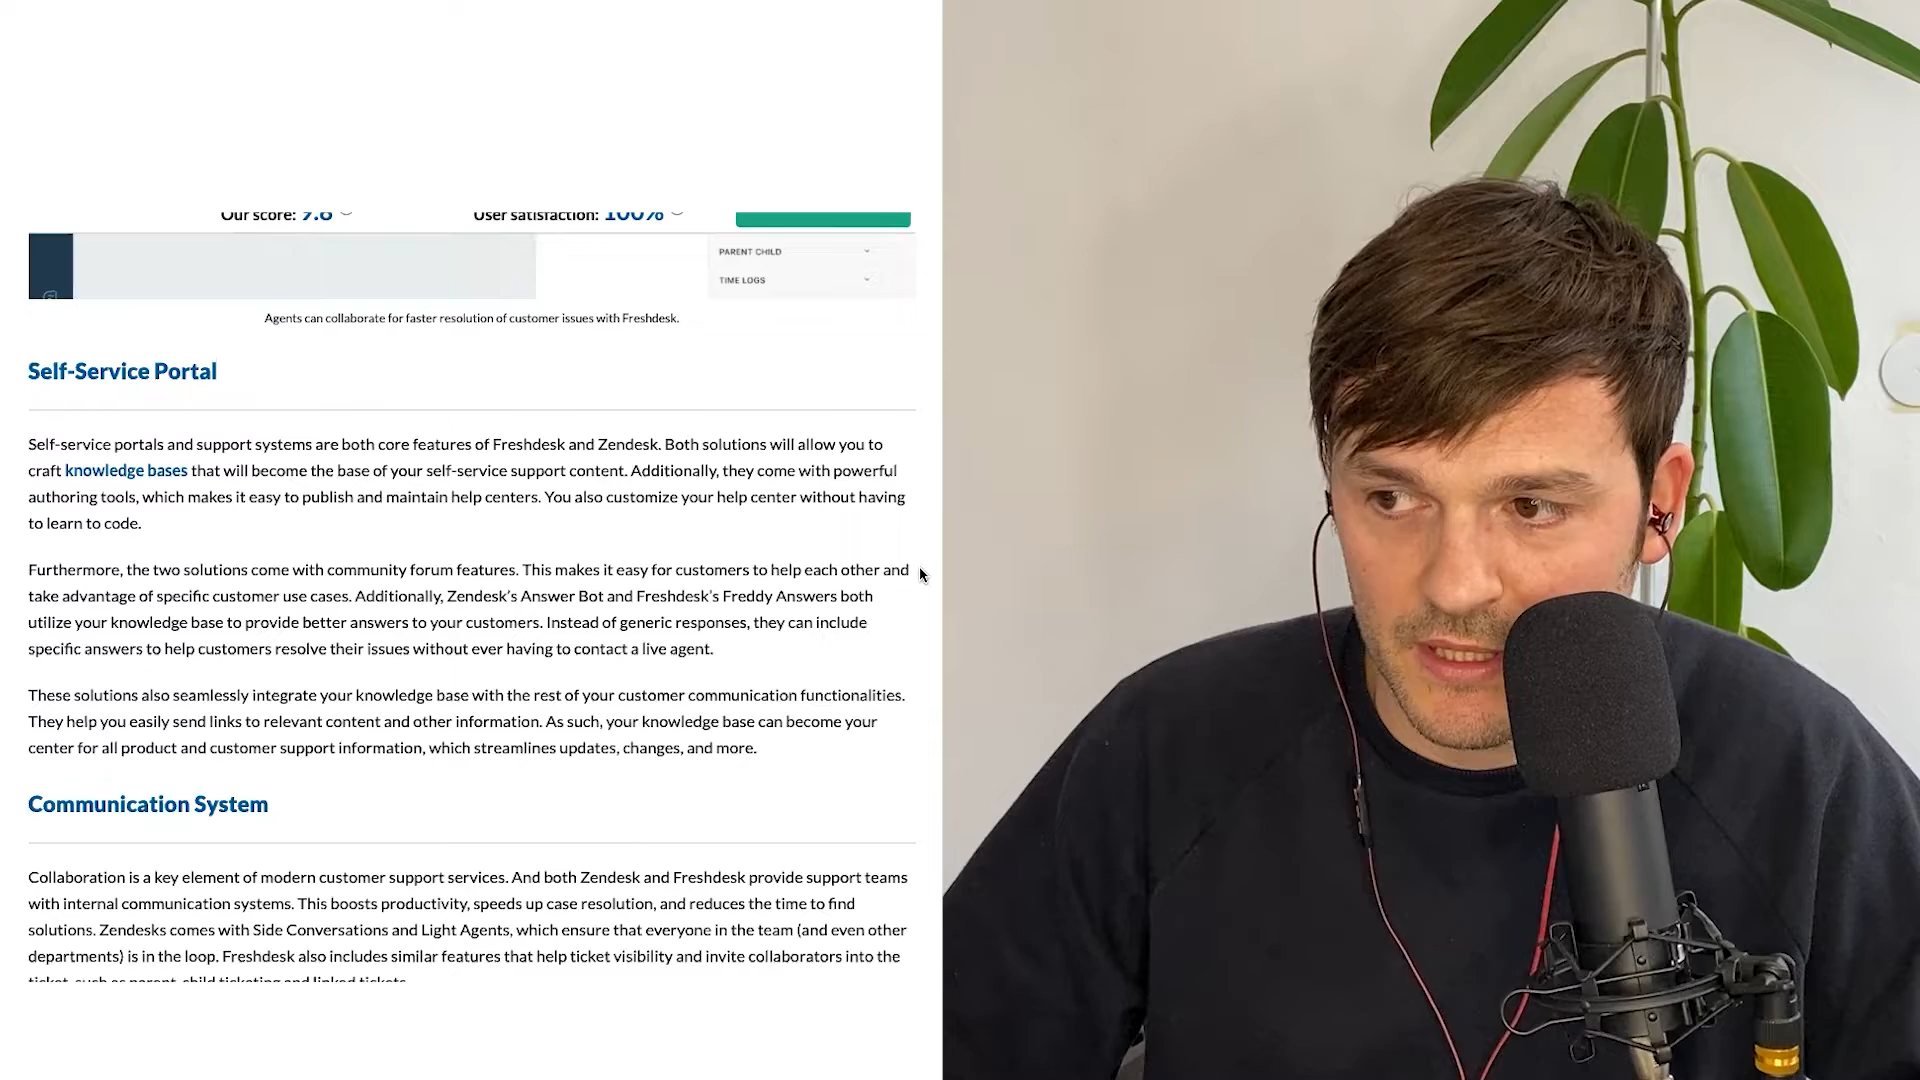 Our score: 9.8
User satisfaction: 100%
PARENT CHILD
TIME LOGS
Agents can collaborate for faster resolution of customer issues with Freshdesk.
Self-Service Portal
Self-service portals and support systems are both core features of Freshdesk and Zendesk. Both solutions will allow you to
craft knowledge bases that will become the base of your self-service support content. Additionally, they come with powerful
authoring tools, which makes it easy to publish and maintain help centers. You also customize your help center without having
to learn to code.
Furthermore, the two solutions come with community forum features. This makes it easy for customers to help each other and
take advantage of specific customer use cases. Additionally, Zendesk's Answer Bot and Freshdesk's Freddy Answers both
utilize your knowledge base to provide better answers to your customers. Instead of generic responses, they can include
specific answers to help customers resolve their issues without ever having to contact a live agent.
These solutions also seamlessly integrate your knowledge base with the rest of your customer communication functionalities.
They help you easily send links to relevant content and other information. As such, your knowledge base can become your
center for all product and customer support information, which streamlines updates, changes, and more.
Communication System
Collaboration is a key element of modern customer support services. And both Zendesk and Freshdesk provide support teams
with internal communication systems. This boosts productivity, speeds up case resolution, and reduces the time to find
solutions. Zendesks comes with Side Conversations and Light Agents, which ensure that everyone in the team (and even other
departments) is in the loop. Freshdesk also includes similar features that help ticket visibility and invite collaborators into the
ticket, such as parent-child ticketing and linked tickets.